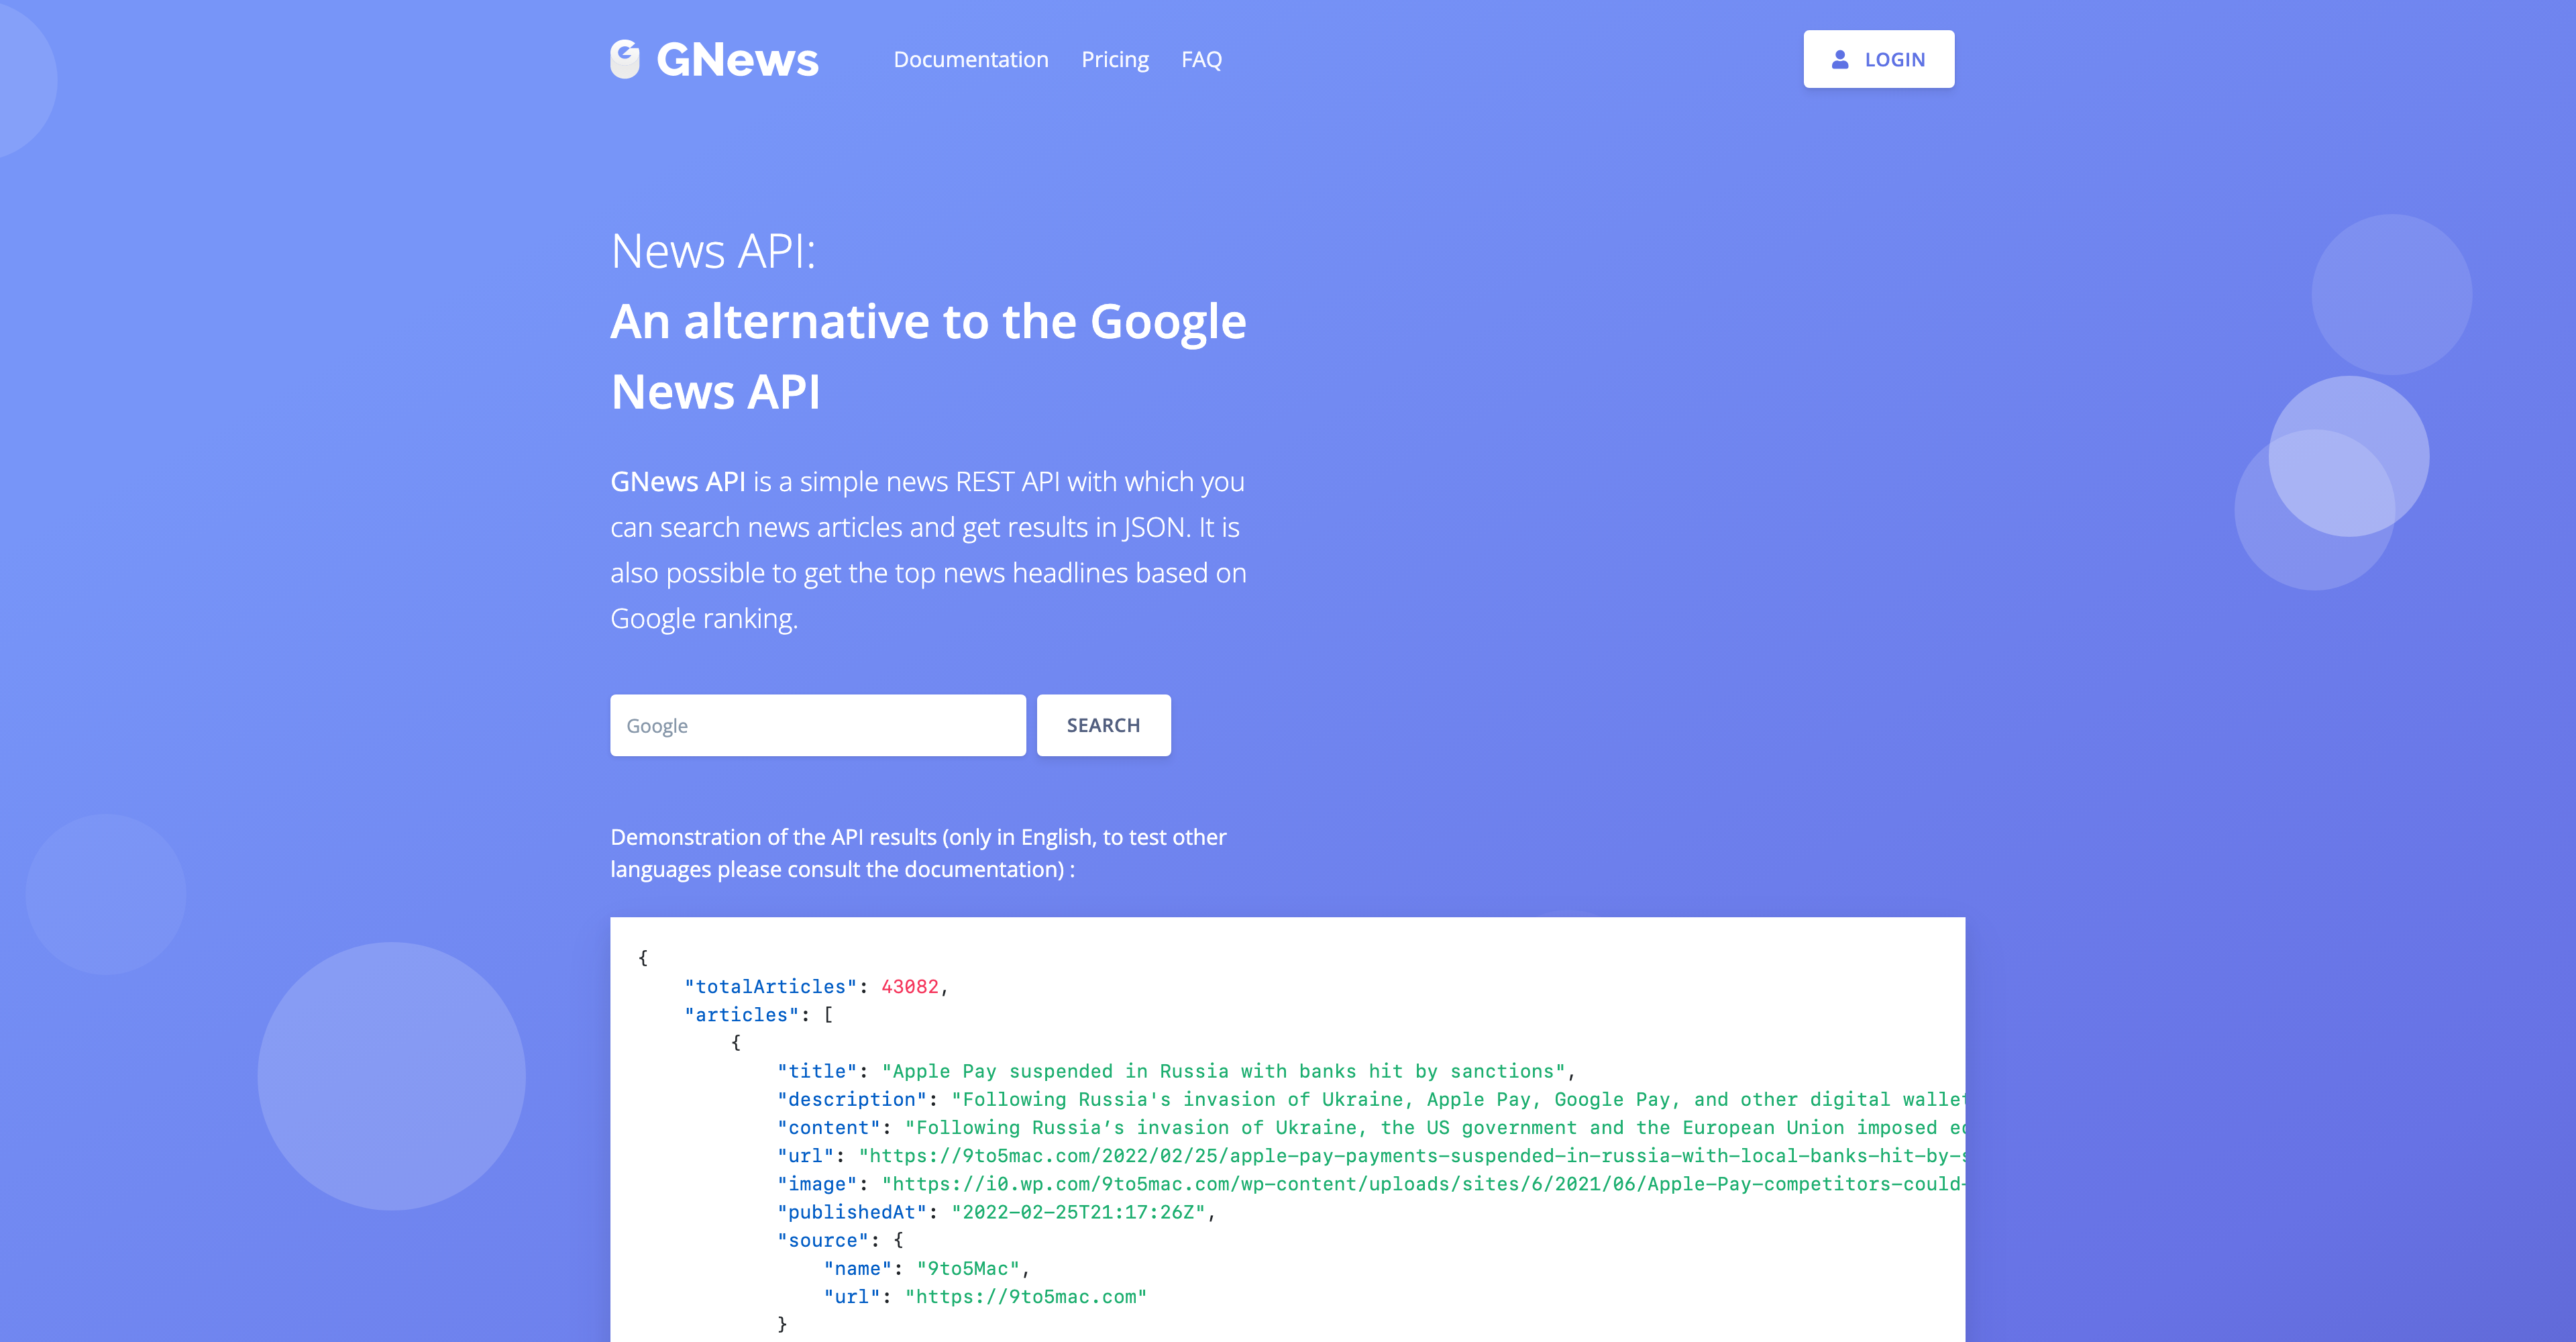 GNews Documentation Pricing FAQ LOGIN
News API:
An alternative to the Google
News API
GNews API is a simple news REST API with which you
can search news articles and get results in JSON. It is
also possible to get the top news headlines based on
Google ranking.
Google SEARCH
Demonstration of the API results (only in English, to test other
languages please consult the documentation) :
{
"totalArticles": 43082,
"articles": [
{
"title": "Apple Pay suspended in Russia with banks hit by sanctions",
"description": "Following Russia's invasion of Ukraine, Apple Pay, Google Pay, and other digital wallet
"content": "Following Russia’s invasion of Ukraine, the US government and the European Union imposed ec
"url": "https://9to5mac.com/2022/02/25/apple-pay-payments-suspended-in-russia-with-local-banks-hit-by-s
"image": "https://i0.wp.com/9to5mac.com/wp-content/uploads/sites/6/2021/06/Apple-Pay-competitors-could-
"publishedAt": "2022-02-25T21:17:26Z",
"source": {
"name": "9to5Mac",
"url": "https://9to5mac.com"
}